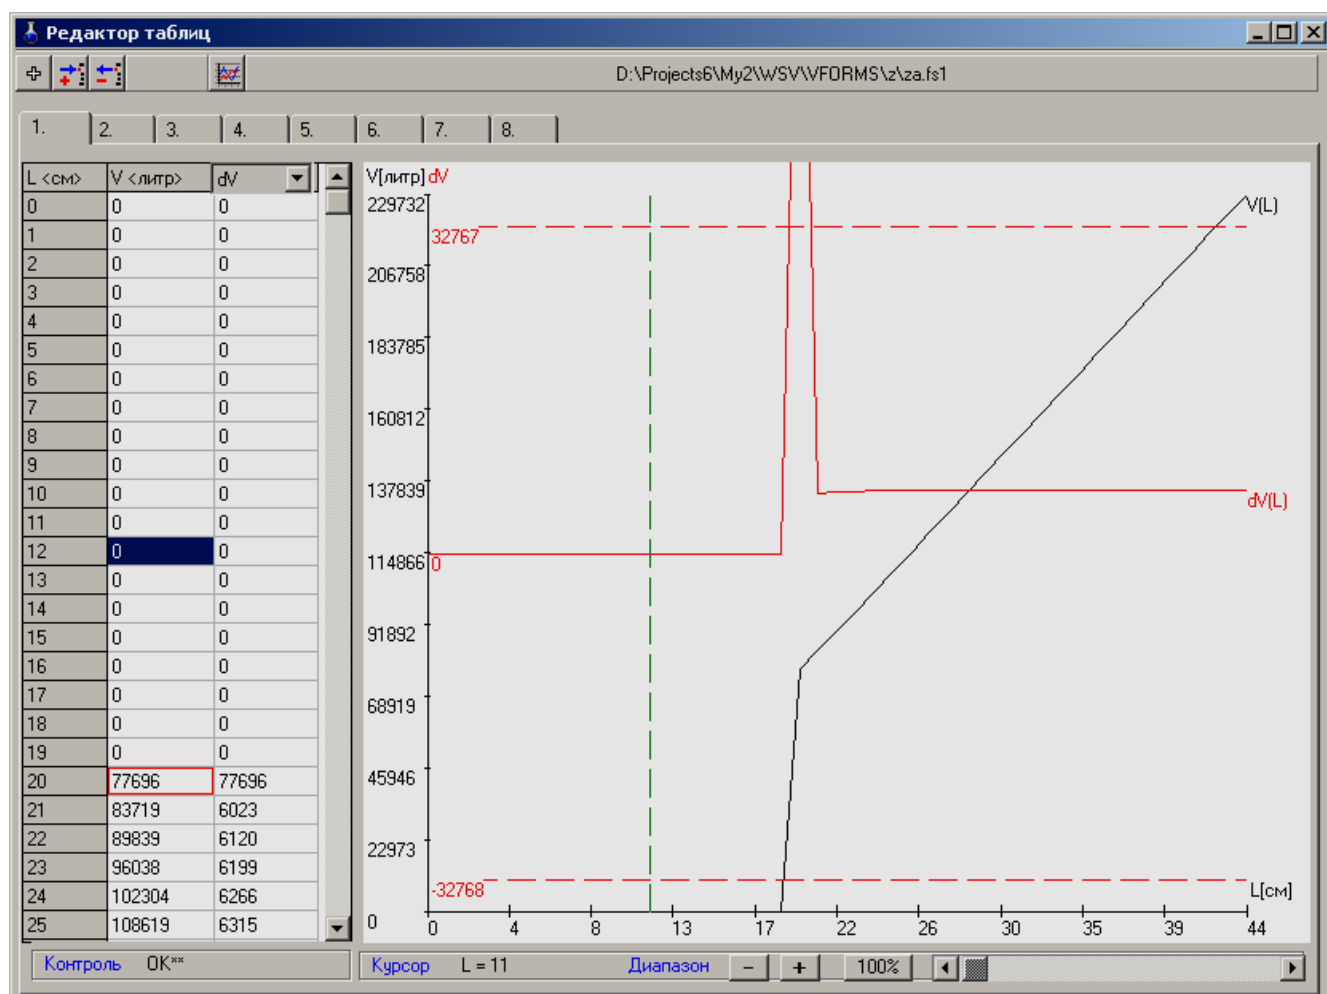 Редактор таблиц
D:\Projects6\My2\WSV\VFORMS\z\za.fs1
1. 2. 3. 4. 5. 6. 7. 8.
L <см> V <литр> dV
0 0 0
1 0 0
2 0 0
3 0 0
4 0 0
5 0 0
6 0 0
7 0 0
8 0 0
9 0 0
10 0 0
11 0 0
12 0 0
13 0 0
14 0 0
15 0 0
16 0 0
17 0 0
18 0 0
19 0 0
20 77696 77696
21 83719 6023
22 89839 6120
23 96038 6199
24 102304 6266
25 108619 6315
V[литр] dV
229732 V(L)
32767
206758
183785
160812
137839 dV(L)
114866 0
91892
68919
45946
22973
-32768 L[см]
0
0 4 8 13 17 22 26 30 35 39 44
Контроль OK** Курсор L = 11 Диапазон - + 100%